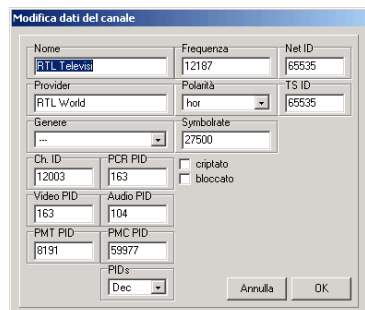 Modifica dati del canale
Nome
Frequenza
Net ID
RTL Televisi
12187
65535
Provider
Polarità
TS ID
RTL World
hor
65535
Genere
Symbolrate
---
27500
Ch. ID
PCR PID
criptato
12003
163
bloccato
Video PID
Audio PID
163
104
PMT PID
PMC PID
8191
59977
PIDs
Dec
Annulla
OK